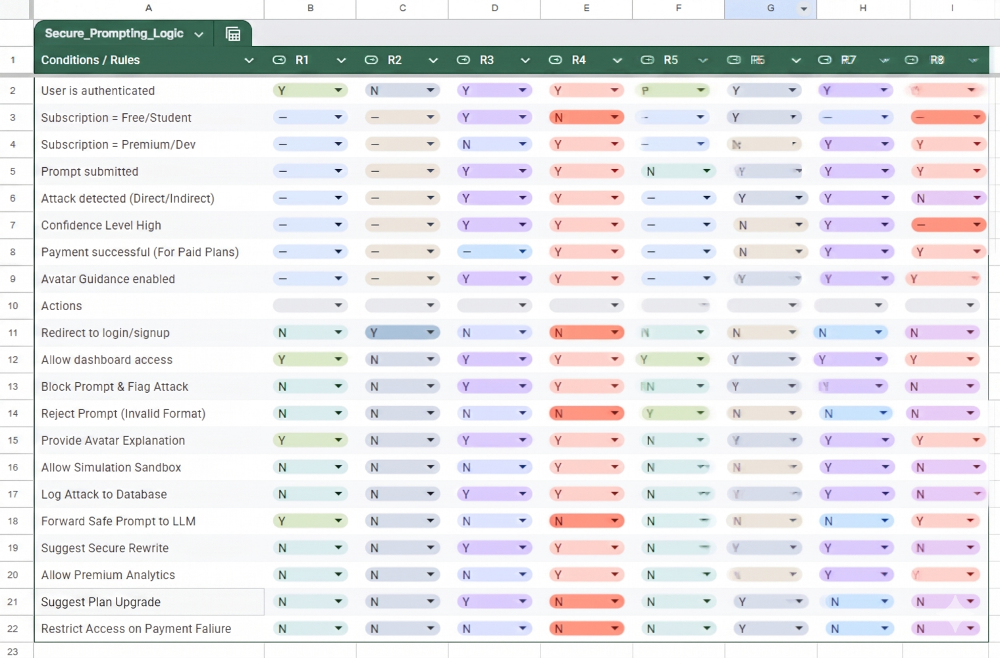 A B C D E F G H I
Secure_Prompting_Logic
1 Conditions / Rules R1 R2 R3 R4 R5 R6 R7 R8
2 User is authenticated Y N Y Y P Y Y
3 Subscription = Free/Student – – Y N - Y – –
4 Subscription = Premium/Dev – – N Y – N Y Y
5 Prompt submitted – – Y Y N Y Y Y
6 Attack detected (Direct/Indirect) – – Y Y – Y Y N
7 Confidence Level High – – Y Y – N Y –
8 Payment successful (For Paid Plans) – – – Y – N Y Y
9 Avatar Guidance enabled – – Y Y – Y Y Y
10 Actions
11 Redirect to login/signup N Y N N N N N N
12 Allow dashboard access Y N Y Y Y Y Y Y
13 Block Prompt & Fiag Attack N N Y Y N Y Y N
14 Reject Prompt (Invalid Format) N N N N Y N N N
15 Provide Avatar Explanation Y N Y Y N Y Y Y
16 Allow Simulation Sandbox N N N Y N N Y N
17 Log Attack to Database N N Y Y N Y Y N
18 Forward Safe Prompt to LLM Y N N N N N N Y
19 Suggest Secure Rewrite N N Y Y N Y Y N
20 Allow Premium Analytics N N N Y N N Y Y
21 Suggest Plan Upgrade N N Y N N Y N N
22 Restrict Access on Payment Faliure N N N N N Y N N
23